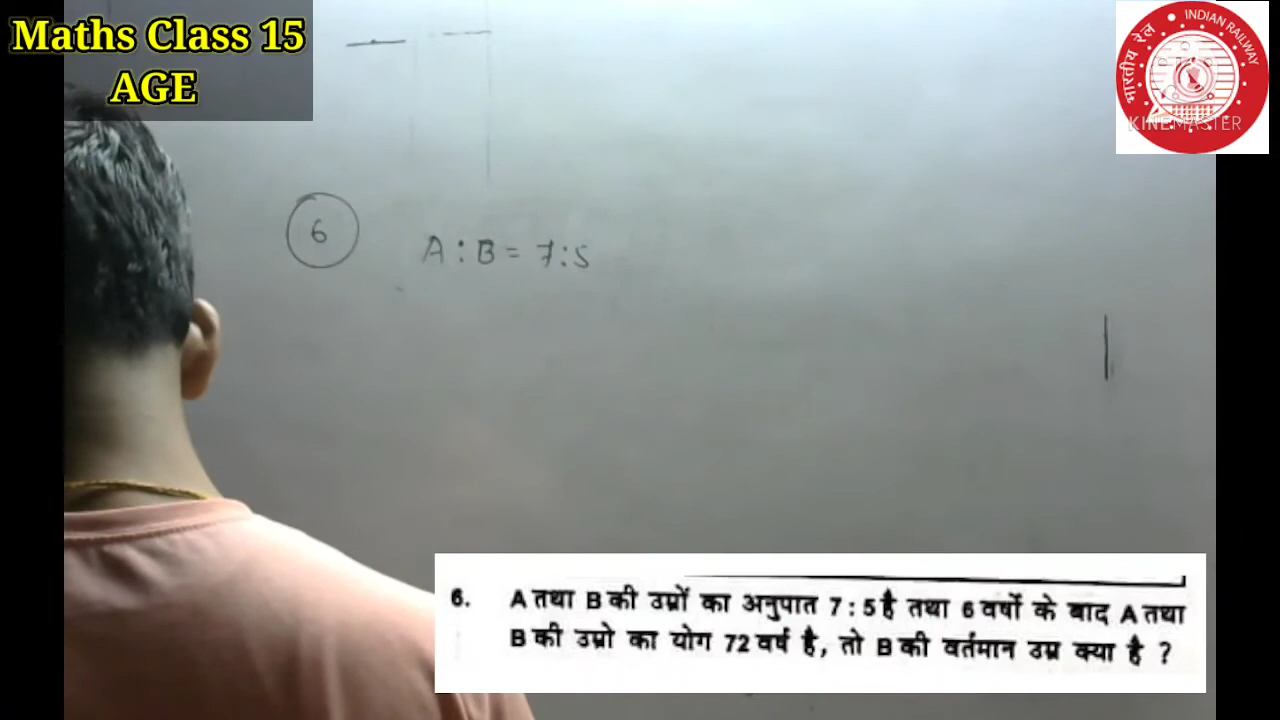 Maths Class 15
AGE
भारतीय रेल
INDIAN RAILWAY
KINEMASTER
6
A : B = 7 : 5
6. A तथा B की उम्रों का अनुपात 7 : 5 है तथा 6 वर्षों के बाद A तथा
B की उम्रो का योग 72 वर्ष है, तो B की वर्तमान उम्र क्या है ?